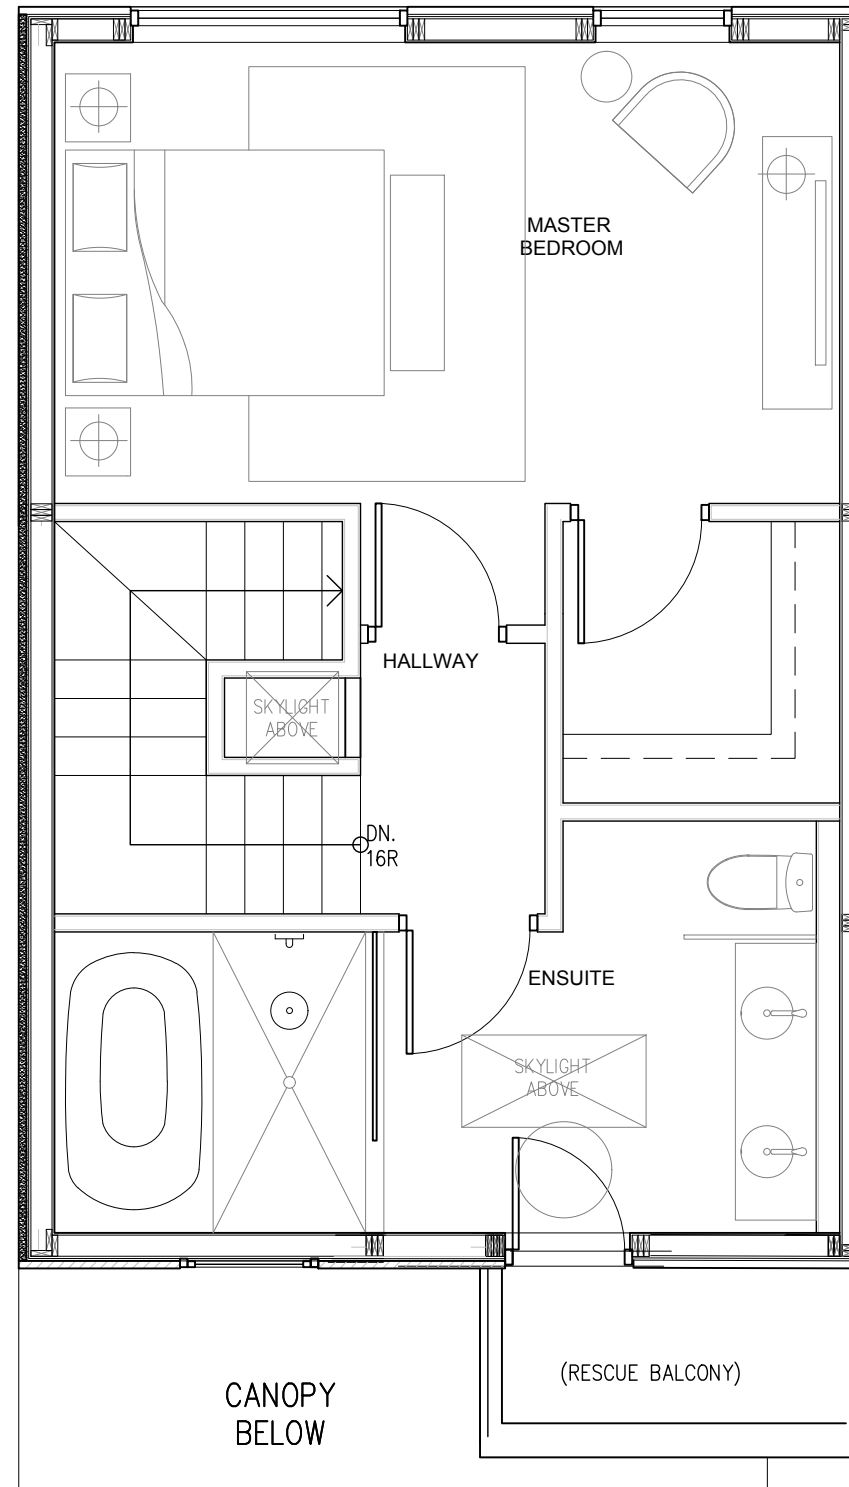 MASTER
BEDROOM
HALLWAY
SKYLIGHT
ABOVE
DN.
16R
ENSUITE
SKYLIGHT
ABOVE
(RESCUE BALCONY)
CANOPY
BELOW